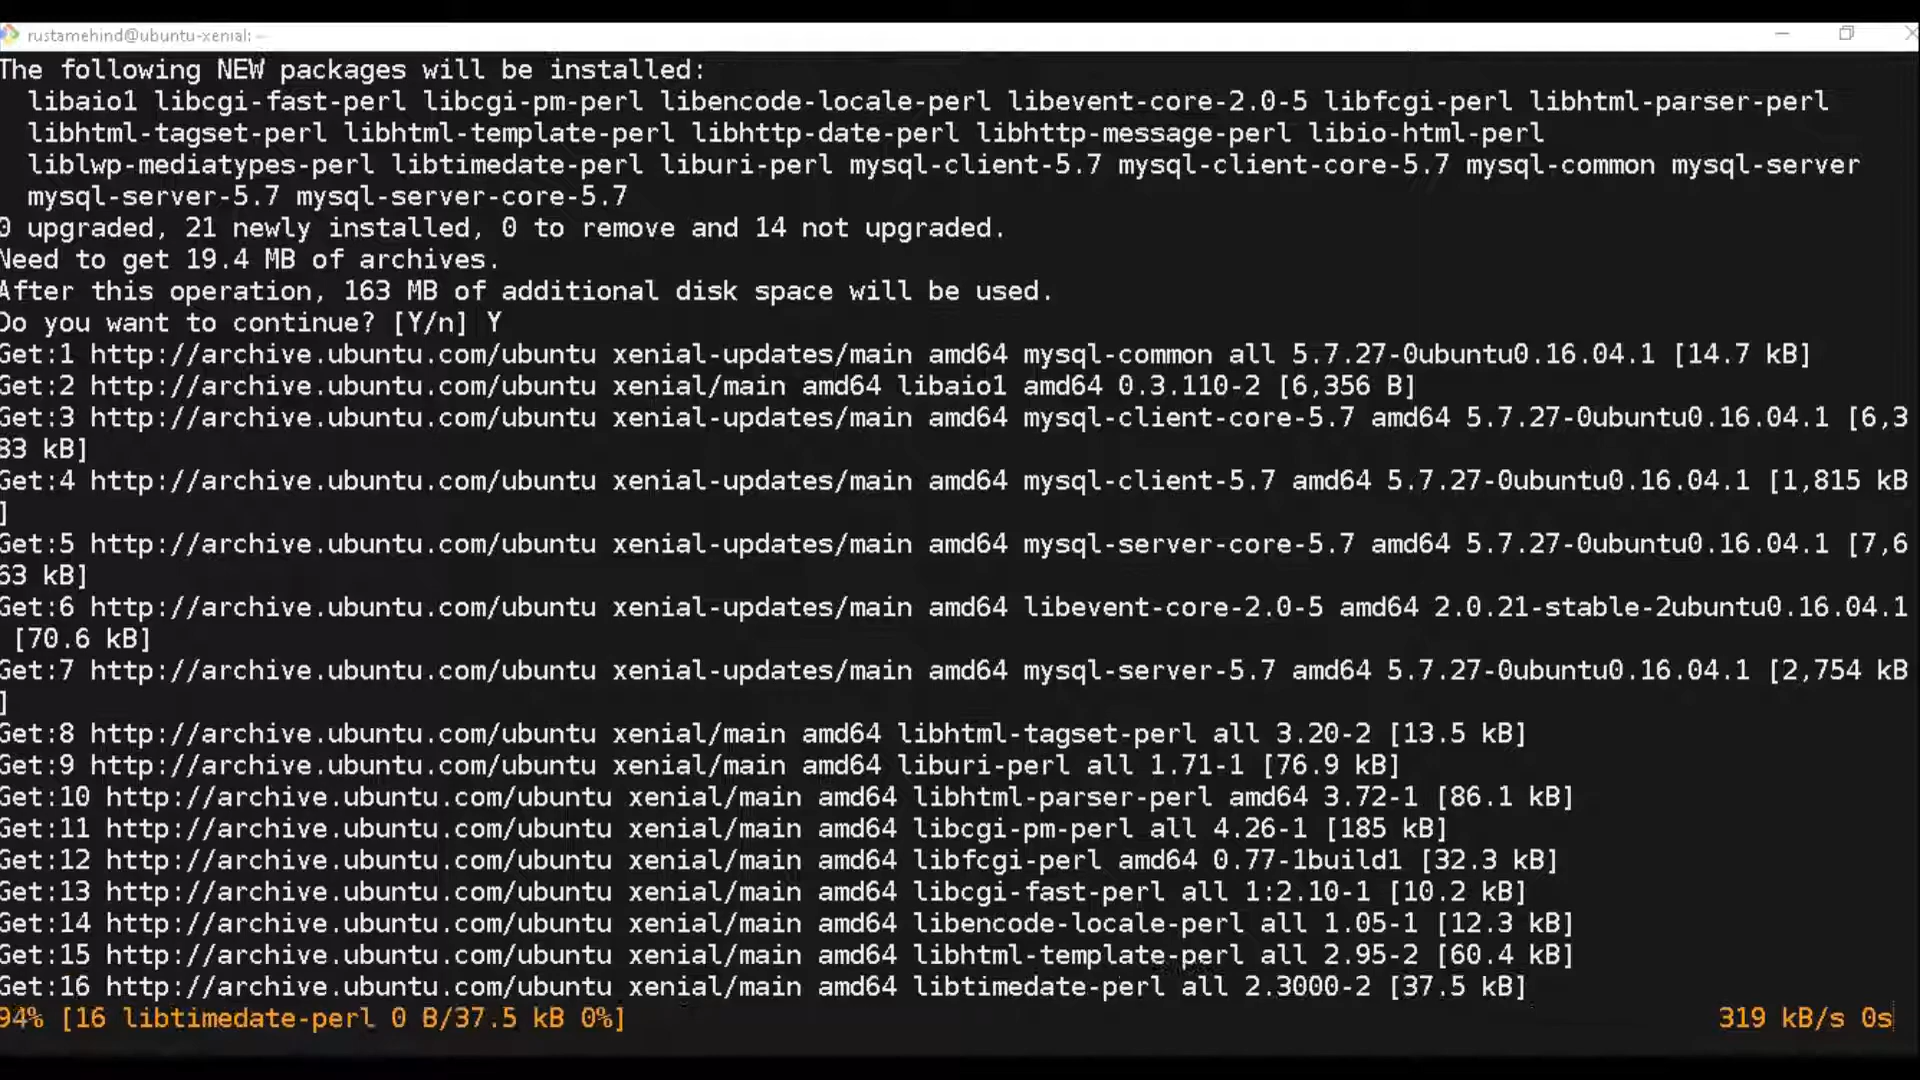 rustamehind@ubuntu-xenial: ~
The following NEW packages will be installed:
libaio1 libcgi-fast-perl libcgi-pm-perl libencode-locale-perl libevent-core-2.0-5 libfcgi-perl libhtml-parser-perl
libhtml-tagset-perl libhtml-template-perl libhttp-date-perl libhttp-message-perl libio-html-perl
liblwp-mediatypes-perl libtimedate-perl liburi-perl mysql-client-5.7 mysql-client-core-5.7 mysql-common mysql-server
mysql-server-5.7 mysql-server-core-5.7
0 upgraded, 21 newly installed, 0 to remove and 14 not upgraded.
Need to get 19.4 MB of archives.
After this operation, 163 MB of additional disk space will be used.
Do you want to continue? [Y/n] Y
Get:1 http://archive.ubuntu.com/ubuntu xenial-updates/main amd64 mysql-common all 5.7.27-0ubuntu0.16.04.1 [14.7 kB]
Get:2 http://archive.ubuntu.com/ubuntu xenial/main amd64 libaio1 amd64 0.3.110-2 [6,356 B]
Get:3 http://archive.ubuntu.com/ubuntu xenial-updates/main amd64 mysql-client-core-5.7 amd64 5.7.27-0ubuntu0.16.04.1 [6,3
83 kB]
Get:4 http://archive.ubuntu.com/ubuntu xenial-updates/main amd64 mysql-client-5.7 amd64 5.7.27-0ubuntu0.16.04.1 [1,815 kB
]
Get:5 http://archive.ubuntu.com/ubuntu xenial-updates/main amd64 mysql-server-core-5.7 amd64 5.7.27-0ubuntu0.16.04.1 [7,6
63 kB]
Get:6 http://archive.ubuntu.com/ubuntu xenial-updates/main amd64 libevent-core-2.0-5 amd64 2.0.21-stable-2ubuntu0.16.04.1
[70.6 kB]
Get:7 http://archive.ubuntu.com/ubuntu xenial-updates/main amd64 mysql-server-5.7 amd64 5.7.27-0ubuntu0.16.04.1 [2,754 kB
]
Get:8 http://archive.ubuntu.com/ubuntu xenial/main amd64 libhtml-tagset-perl all 3.20-2 [13.5 kB]
Get:9 http://archive.ubuntu.com/ubuntu xenial/main amd64 liburi-perl all 1.71-1 [76.9 kB]
Get:10 http://archive.ubuntu.com/ubuntu xenial/main amd64 libhtml-parser-perl amd64 3.72-1 [86.1 kB]
Get:11 http://archive.ubuntu.com/ubuntu xenial/main amd64 libcgi-pm-perl all 4.26-1 [185 kB]
Get:12 http://archive.ubuntu.com/ubuntu xenial/main amd64 libfcgi-perl amd64 0.77-1build1 [32.3 kB]
Get:13 http://archive.ubuntu.com/ubuntu xenial/main amd64 libcgi-fast-perl all 1:2.10-1 [10.2 kB]
Get:14 http://archive.ubuntu.com/ubuntu xenial/main amd64 libencode-locale-perl all 1.05-1 [12.3 kB]
Get:15 http://archive.ubuntu.com/ubuntu xenial/main amd64 libhtml-template-perl all 2.95-2 [60.4 kB]
Get:16 http://archive.ubuntu.com/ubuntu xenial/main amd64 libtimedate-perl all 2.3000-2 [37.5 kB]
94% [16 libtimedate-perl 0 B/37.5 kB 0%] 319 kB/s 0s